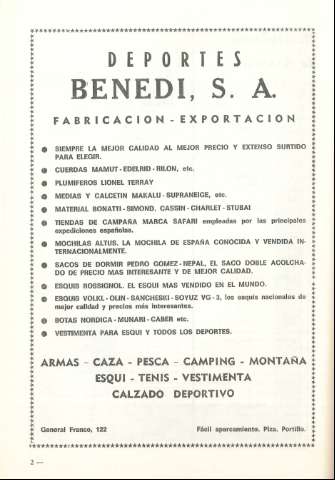 DEPORTES
BENEDI, S. A.
FABRICACION - EXPORTACION
SIEMPRE LA MEJOR CALIDAD AL MEJOR PRECIO Y EXTENSO SURTIDO
PARA ELEGIR.
CUERDAS MAMUT - EDELRID - RILON, etc.
PLUMIFEROS LIONEL TERRAY
MEDIAS Y CALCETIN MAKALU - SUPRANEIGE, etc.
MATERIAL BONATTI - SIMOND, CASSIN - CHARLET - STUBAI
TIENDAS DE CAMPAÑA MARCA SAFARI empleadas por las principales
expediciones españolas.
MOCHILAS ALTUS, LA MOCHILA DE ESPAÑA CONOCIDA Y VENDIDA IN-
TERNACIONALMENTE.
SACOS DE DORMIR PEDRO GOMEZ - NEPAL, EL SACO DOBLE ACOLCHA-
DO DE PRECIO MAS INTERESANTE Y DE MEJOR CALIDAD.
ESQUIS ROSSIGNOL, EL ESQUI MAS VENDIDO EN EL MUNDO.
ESQUIS VOLKL - OLIN - SANCHESKI - SOYUZ VG - 3, los esquis nacionales de
mejor calidad y precios más interesantes.
BOTAS NORDICA - MUNARI - CABER etc.
VESTIMENTA PARA ESQUI Y TODOS LOS DEPORTES.
ARMAS - CAZA - PESCA - CAMPING - MONTAÑA
ESQUI - TENIS - VESTIMENTA
CALZADO DEPORTIVO
General Franco, 122 Fácil aparcamiento. Plza. Portillo.
2 —